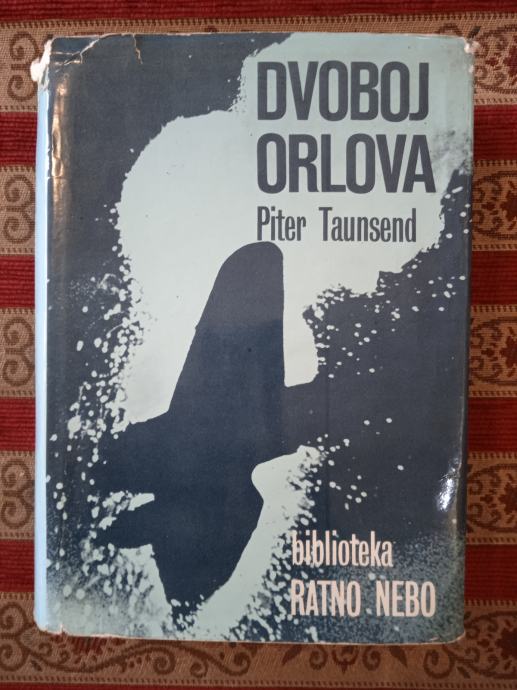 DVOBOJ
ORLOVA
Piter Taunsend
biblioteka
RATNO NEBO